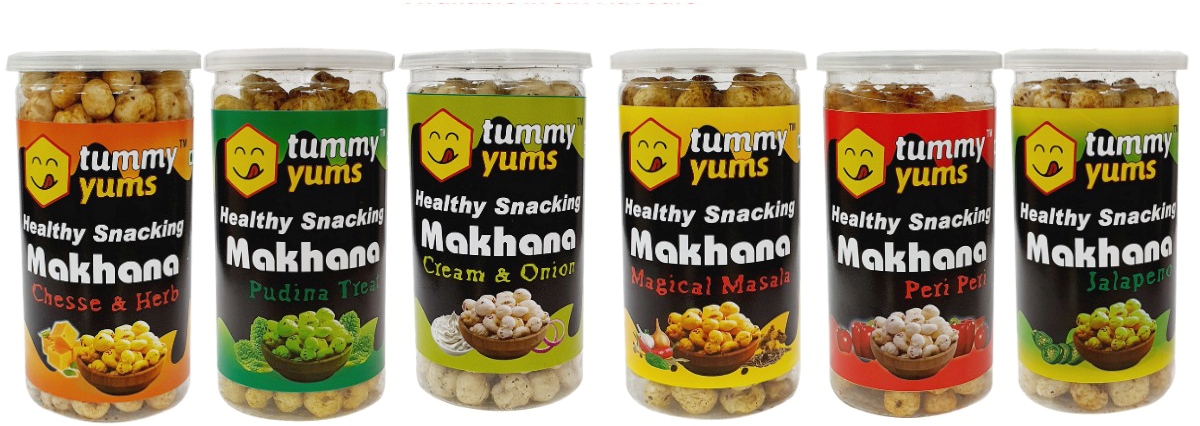 tummy
yums
Healthy Snacking
Makhana
Chesse & Herb
tummy
yums
Healthy Snacking
Makhana
Pudina Treat
tummy
yums
Healthy Snacking
Makhana
Cream & Onion
tummy
yums
Healthy Snacking
Makhana
Magical Masala
tummy
yums
Healthy Snacking
Makhana
Peri Peri
tummy
yums
Healthy Snacking
Makhana
Jalapeno